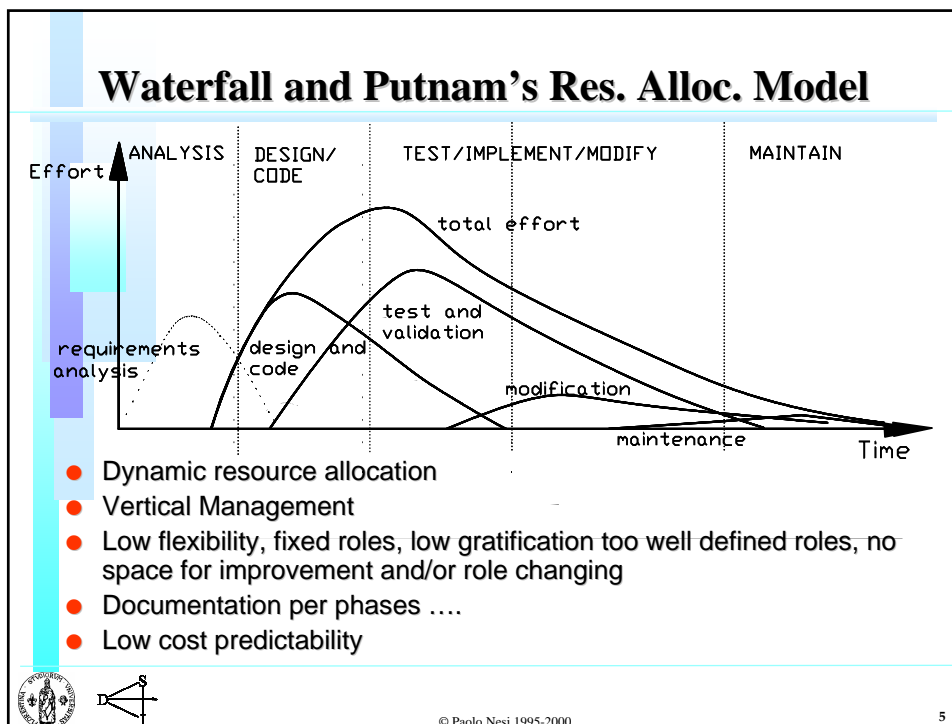 Waterfall and Putnam's Res. Alloc. Model
Effort
ANALYSIS
DESIGN/
CODE
TEST/IMPLEMENT/MODIFY
MAINTAIN
total effort
test and
validation
requirements
analysis
design and
code
modification
maintenance
Time
Dynamic resource allocation
Vertical Management
Low flexibility, fixed roles, low gratification too well defined roles, no
space for improvement and/or role changing
Documentation per phases ....
Low cost predictability
D
S
© Paolo Nesi 1995-2000
5